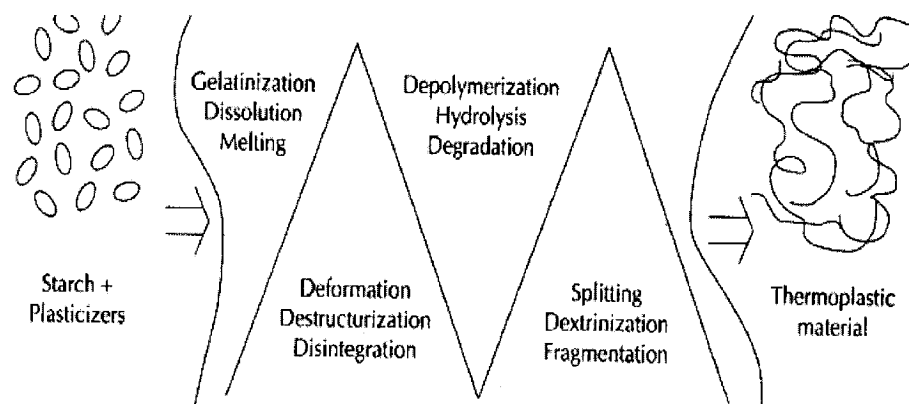 Starch +
Plasticizers
Gelatinization
Dissolution
Melting
Deformation
Destructurization
Disintegration
Depolymerization
Hydrolysis
Degradation
Splitting
Dextrinization
Fragmentation
Thermoplastic
material